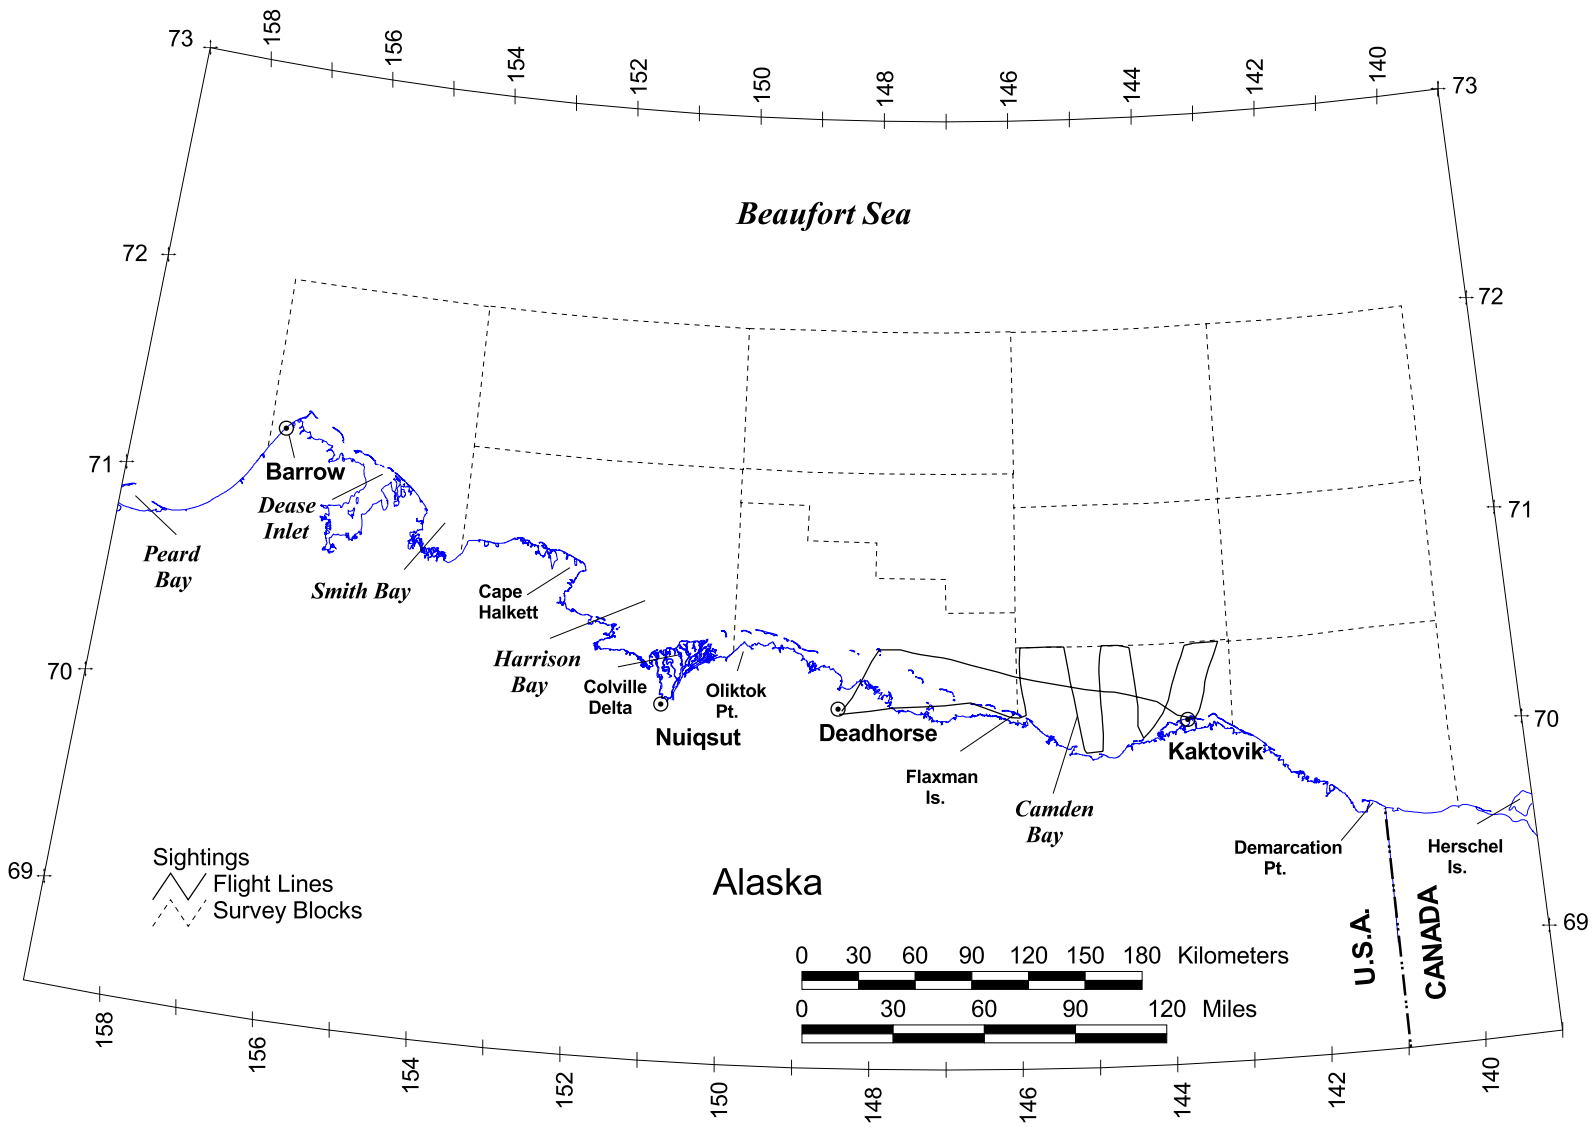 158
156
154
152
150
148
146
144
142
140
73
73
Beaufort Sea
72
72
71
71
Barrow
Dease
Inlet
Peard
Bay
Smith Bay
Cape
Halkett
Harrison
Bay
70
70
Colville
Delta
Oliktok
Pt.
Nuiqsut
Deadhorse
Kaktovik
Flaxman
Is.
Camden
Bay
Demarcation
Pt.
Herschel
Is.
69
69
Sightings
Flight Lines
Survey Blocks
Alaska
U.S.A.
CANADA
0 30 60 90 120 150 180 Kilometers
0 30 60 90 120 Miles
158
156
154
152
150
148
146
144
142
140